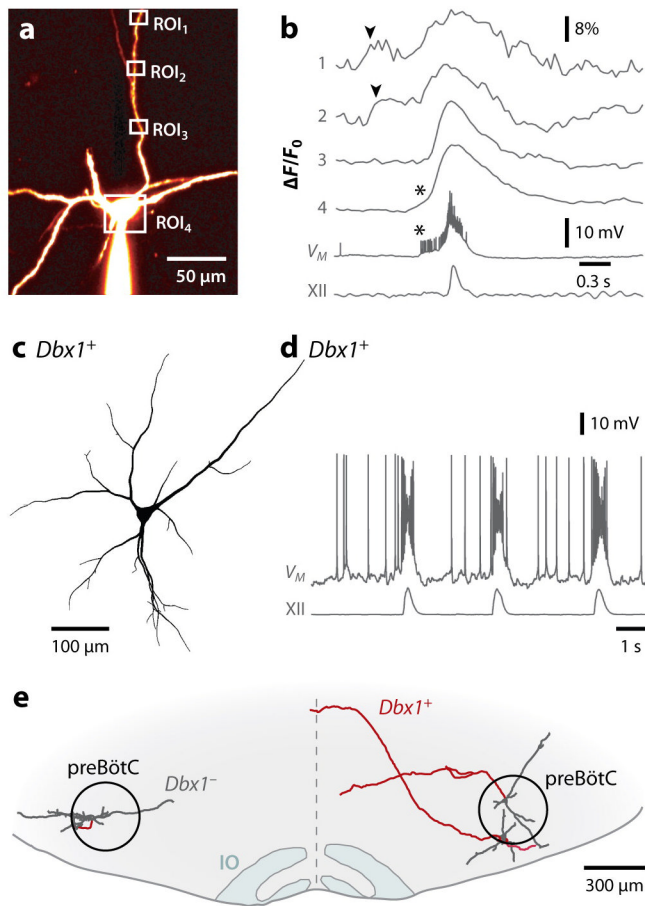 a
ROI1
ROI2
ROI3
ROI4
50 µm
b
8%
1
2
3
4
ΔF/F0
*
*
10 mV
VM
0.3 s
XII
c Dbx1+
100 µm
d Dbx1+
10 mV
VM
XII
1 s
e
Dbx1+
preBötC
Dbx1−
preBötC
IO
300 µm